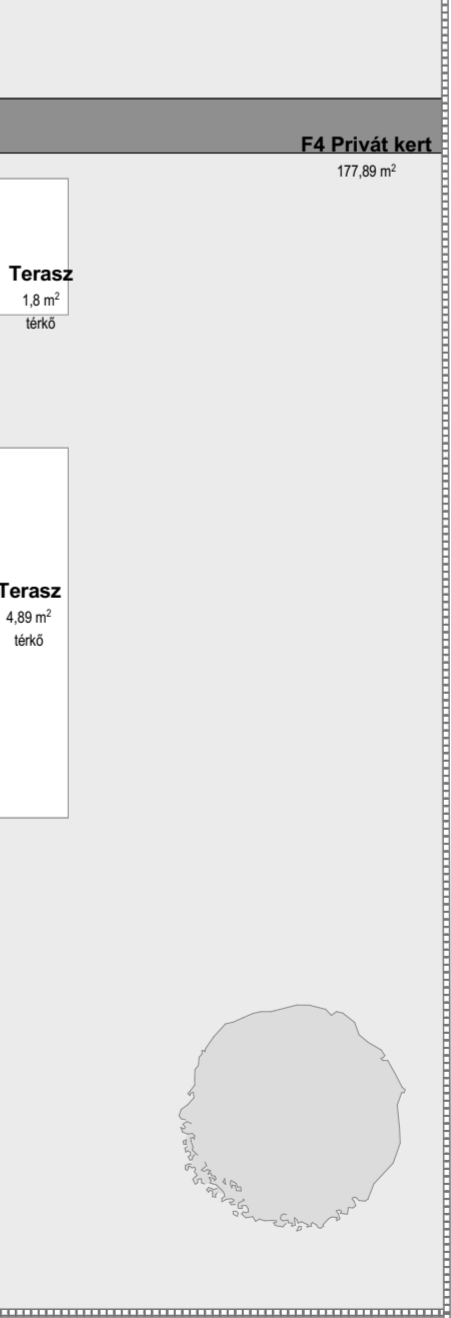 F4 Privát kert
177,89 m²
Terasz
1,8 m²
térkő
Terasz
4,89 m²
térkő